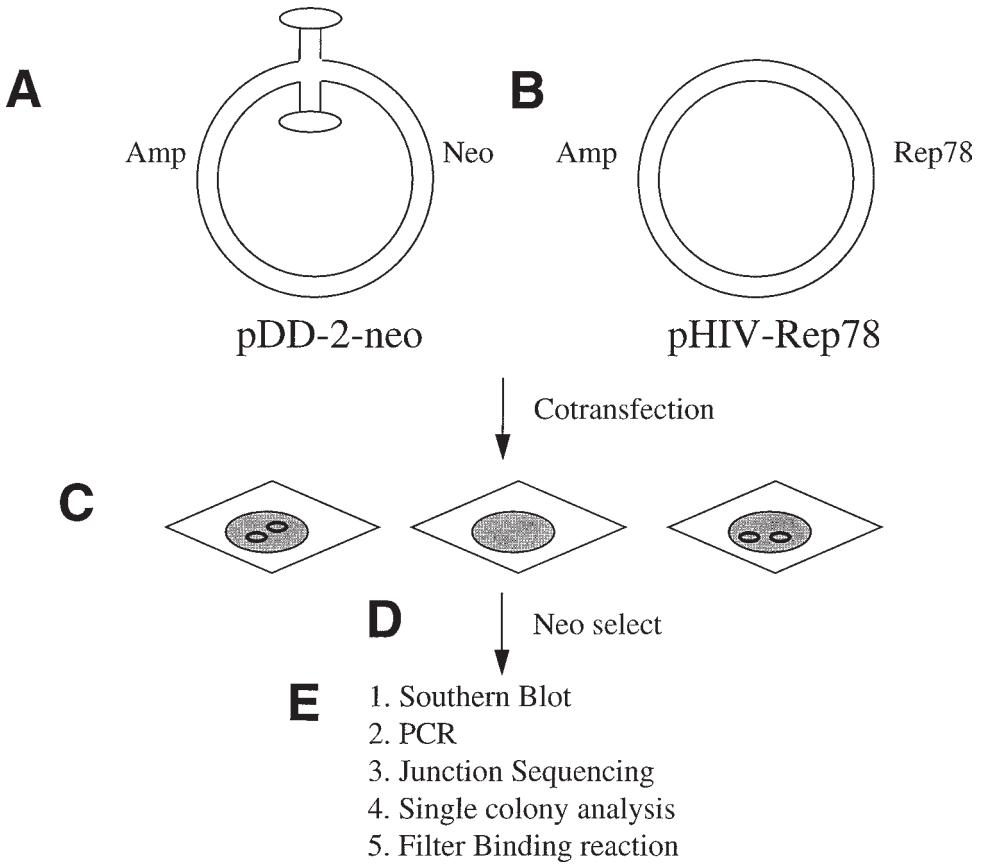 A
B
Amp
Neo
Amp
Rep78
pDD-2-neo
pHIV-Rep78
Cotransfection
C
D
Neo select
E
1. Southern Blot
2. PCR
3. Junction Sequencing
4. Single colony analysis
5. Filter Binding reaction